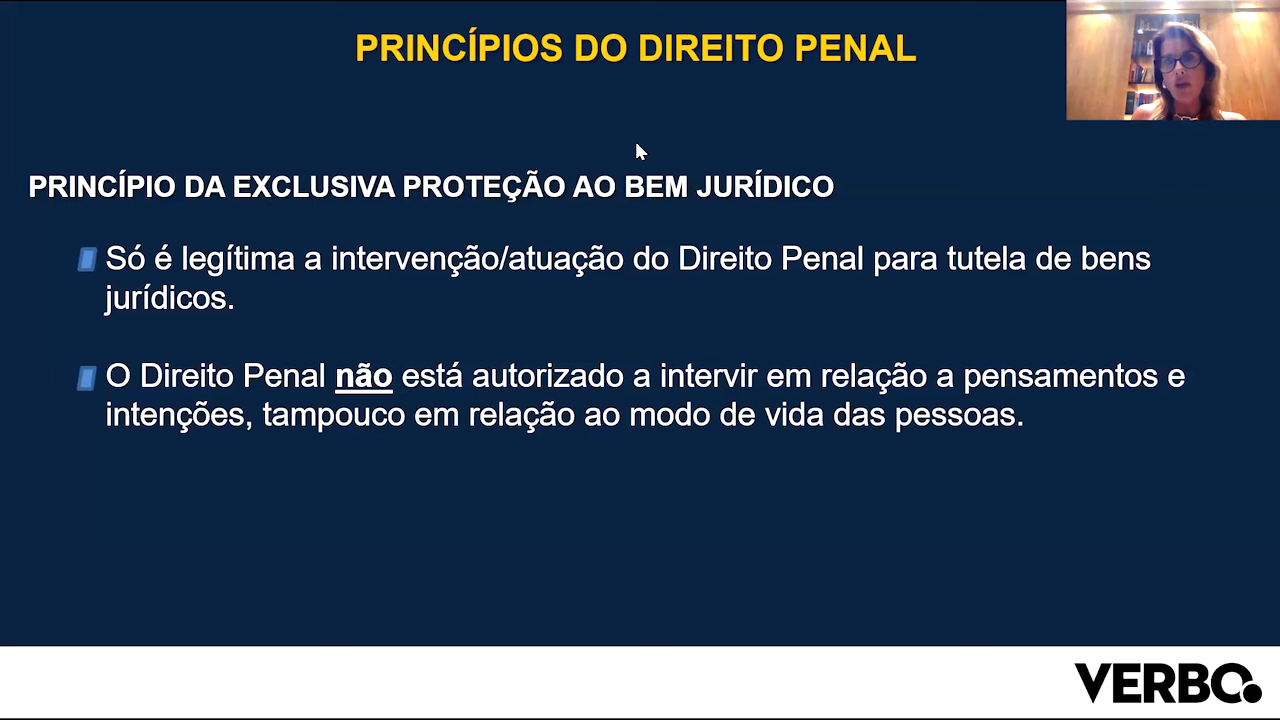 PRINCÍPIOS DO DIREITO PENAL
PRINCÍPIO DA EXCLUSIVA PROTEÇÃO AO BEM JURÍDICO
Só é legítima a intervenção/atuação do Direito Penal para tutela de bens
jurídicos.
O Direito Penal não está autorizado a intervir em relação a pensamentos e
intenções, tampouco em relação ao modo de vida das pessoas.
VERBO